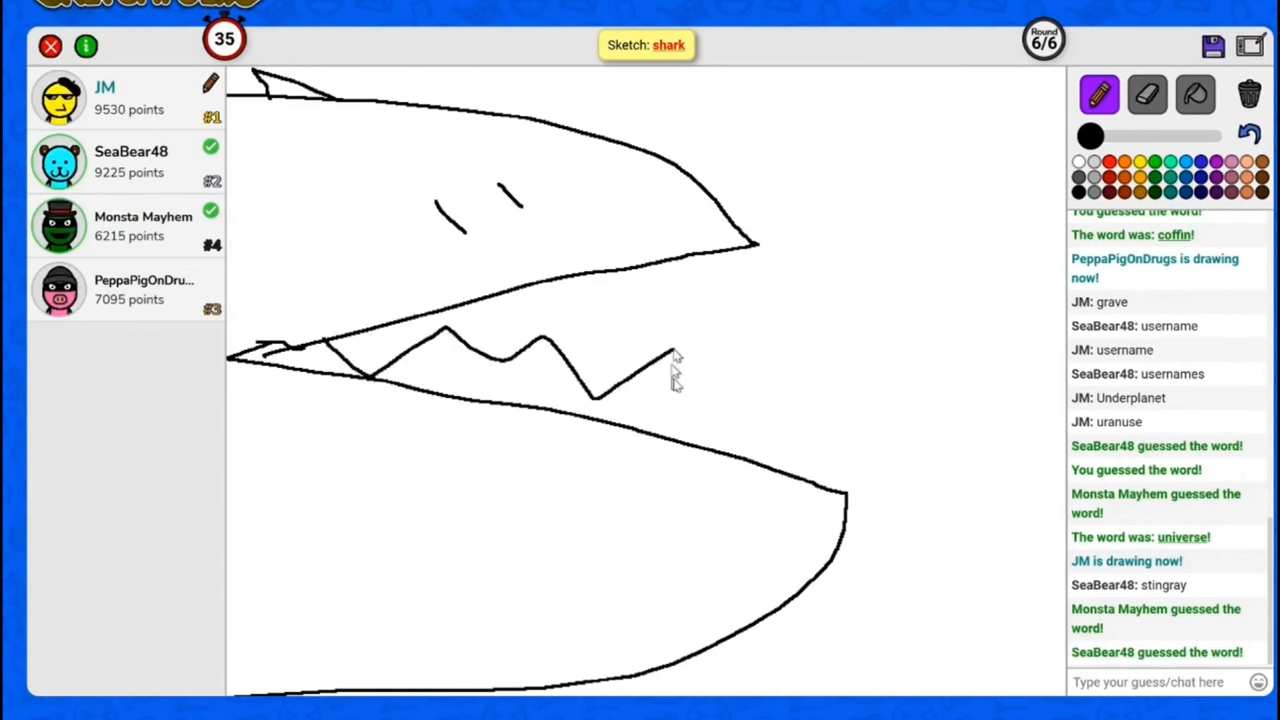 35
Sketch: shark
Round
6/6
JM
9530 points
#1
SeaBear48
9225 points
#2
Monsta Mayhem
6215 points
#4
PeppaPigOnDru...
7095 points
#3
You guessed the word!
The word was: coffin!
PeppaPigOnDrugs is drawing
now!
JM: grave
SeaBear48: username
JM: username
SeaBear48: usernames
JM: Underplanet
JM: uranuse
SeaBear48 guessed the word!
You guessed the word!
Monsta Mayhem guessed the
word!
The word was: universe!
JM is drawing now!
SeaBear48: stingray
Monsta Mayhem guessed the
word!
SeaBear48 guessed the word!
Type your guess/chat here